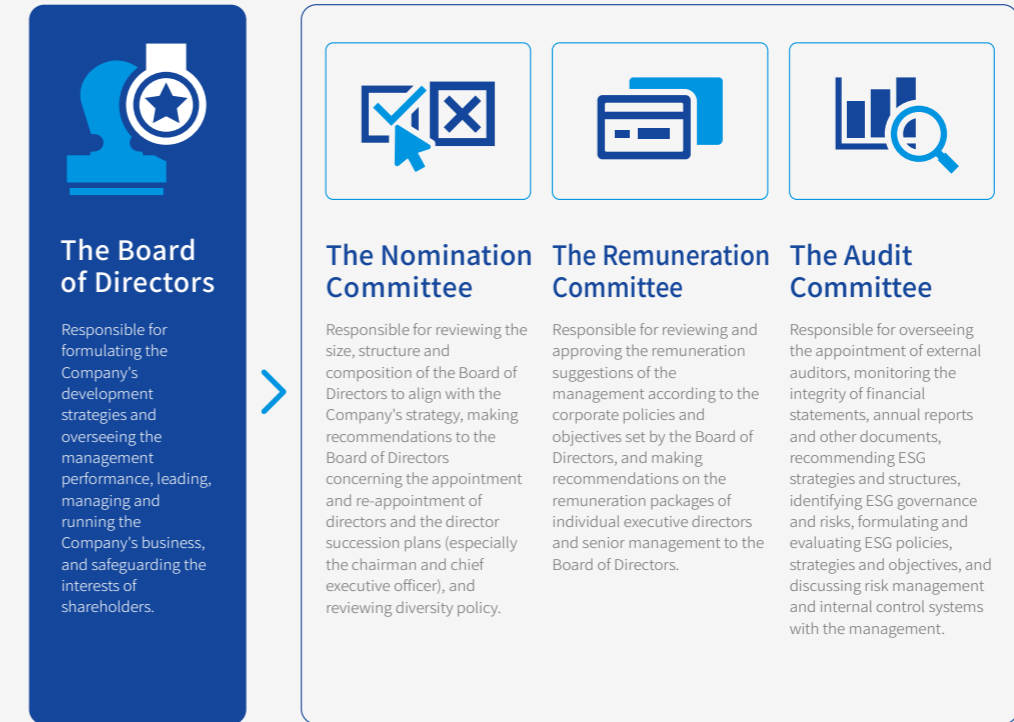 The Board
of Directors
Responsible for
formulating the
Company's
development
strategies and
overseeing the
management
performance, leading,
managing and
running the
Company's business,
and safeguarding the
interests of
shareholders.
The Nomination
Committee
Responsible for reviewing the
size, structure and
composition of the Board of
Directors to align with the
Company's strategy, making
recommendations to the
Board of Directors
concerning the appointment
and re-appointment of
directors and the director
succession plans (especially
the chairman and chief
executive officer), and
reviewing diversity policy.
The Remuneration
Committee
Responsible for reviewing and
approving the remuneration
suggestions of the
management according to the
corporate policies and
objectives set by the Board of
Directors, and making
recommendations on the
remuneration packages of
individual executive directors
and senior management to the
Board of Directors.
The Audit
Committee
Responsible for overseeing
the appointment of external
auditors, monitoring the
integrity of financial
statements, annual reports
and other documents,
recommending ESG
strategies and structures,
identifying ESG governance
and risks, formulating and
evaluating ESG policies,
strategies and objectives, and
discussing risk management
and internal control systems
with the management.